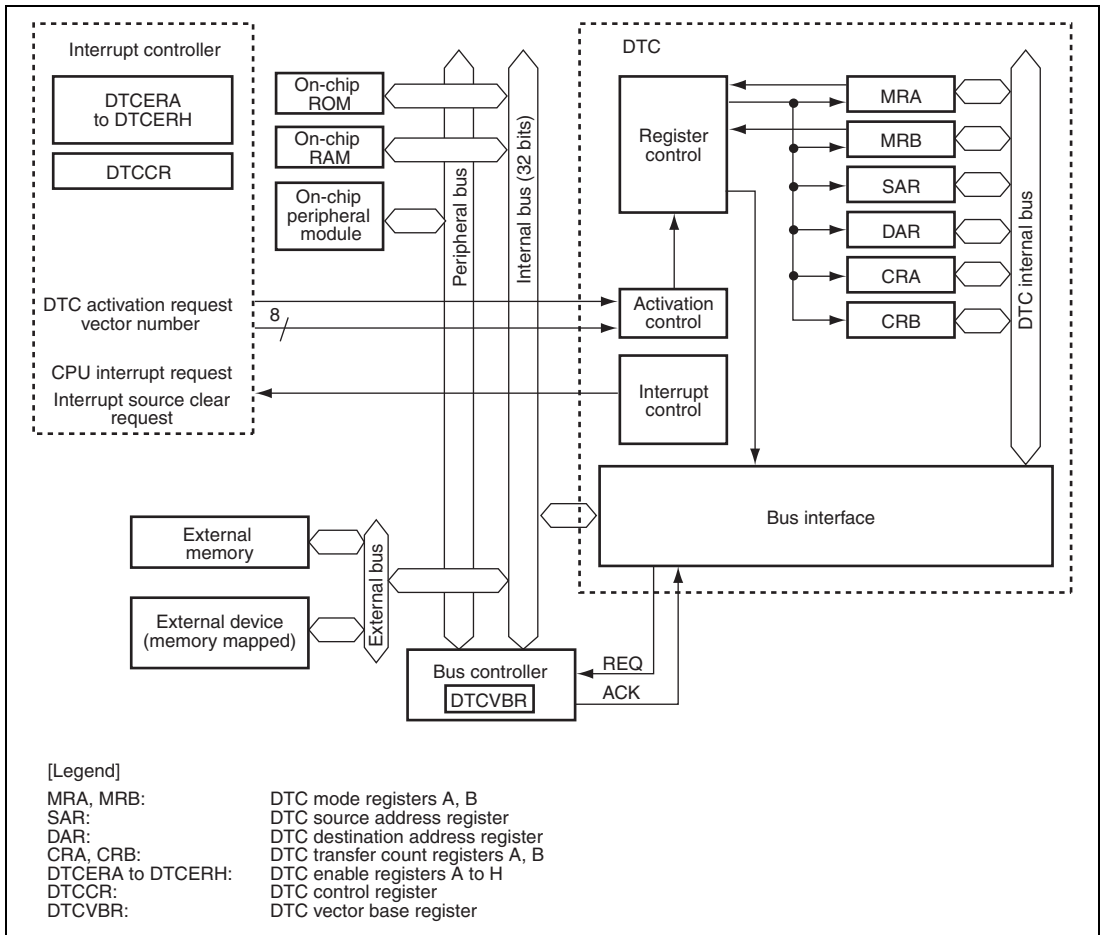 Interrupt controller
DTCERA
to DTCERH
DTCCR
DTC activation request
vector number
8
CPU interrupt request
Interrupt source clear
request
On-chip
ROM
On-chip
RAM
On-chip
peripheral
module
Peripheral bus
Internal bus (32 bits)
DTC
Register
control
Activation
control
Interrupt
control
MRA
MRB
SAR
DAR
CRA
CRB
DTC internal bus
Bus interface
External
memory
External device
(memory mapped)
External bus
Bus controller
DTCVBR
REQ
ACK
[Legend]
MRA, MRB: DTC mode registers A, B
SAR: DTC source address register
DAR: DTC destination address register
CRA, CRB: DTC transfer count registers A, B
DTCERA to DTCERH: DTC enable registers A to H
DTCCR: DTC control register
DTCVBR: DTC vector base register